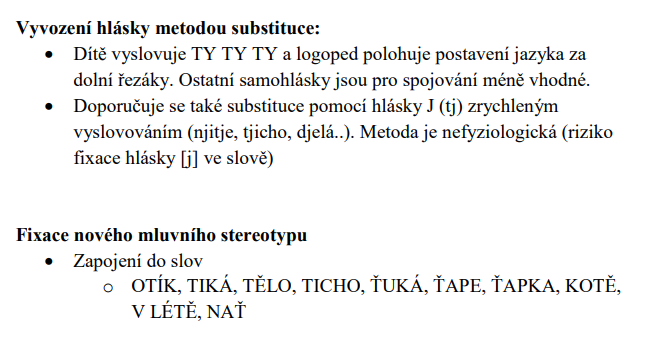 Vyvození hlásky metodou substituce:
• Dítě vyslovuje TY TY TY a logoped polohuje postavení jazyka za
dolní řezáky. Ostatní samohlásky jsou pro spojování méně vhodné.
• Doporučuje se také substituce pomocí hlásky J (tj) zrychleným
vyslovováním (njitje, tjicho, djelá..). Metoda je nefyziologická (riziko
fixace hlásky [j] ve slově)
Fixace nového mluvního stereotypu
• Zapojení do slov
o OTÍK, TIKÁ, TĚLO, TICHO, ŤUKÁ, ŤAPE, ŤAPKA, KOTĚ,
V LÉTĚ, NAŤ